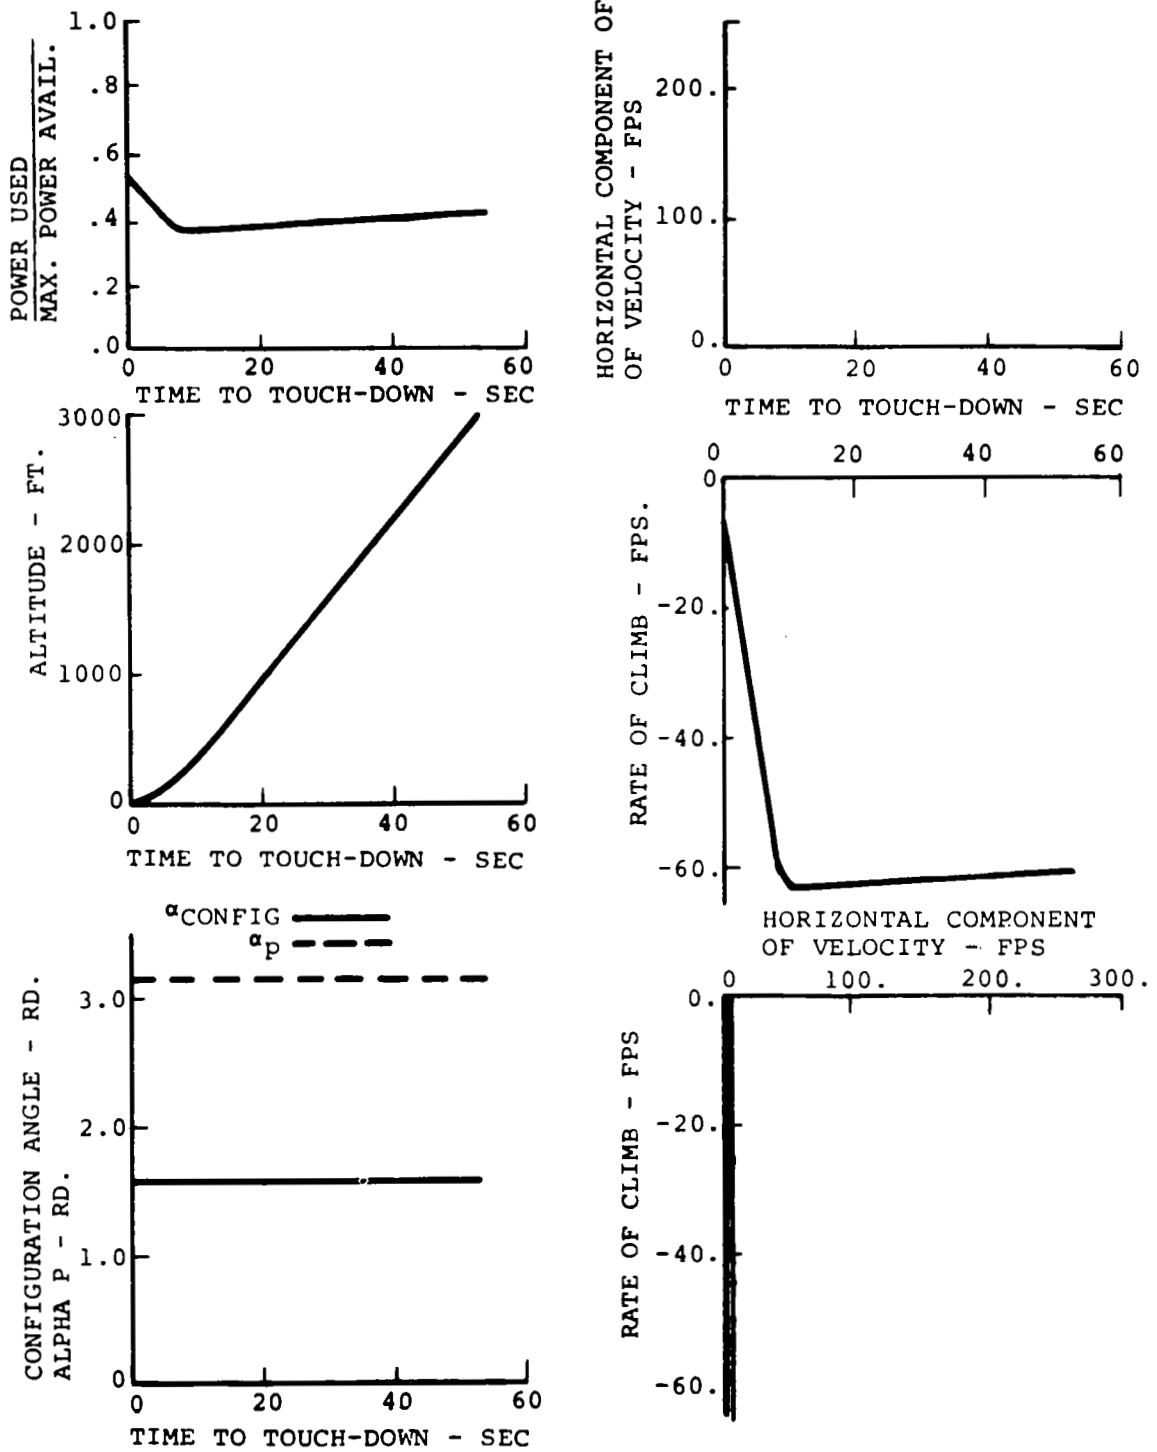 POWER USED
MAX. POWER AVAIL.
1.0
.8
.6
.4
.2
.0
0 20 40 60
TIME TO TOUCH-DOWN - SEC
HORIZONTAL COMPONENT OF
OF VELOCITY - FPS
200.
100.
0.
0 20 40 60
TIME TO TOUCH-DOWN - SEC
ALTITUDE - FT.
3000
2000
1000
0
0 20 40 60
TIME TO TOUCH-DOWN - SEC
RATE OF CLIMB - FPS.
0 20 40 60
0
-20.
-40.
-60.
αCONFIG
αp
CONFIGURATION ANGLE - RD.
ALPHA P - RD.
3.0
2.0
1.0
0
0 20 40 60
TIME TO TOUCH-DOWN - SEC
HORIZONTAL COMPONENT
OF VELOCITY - FPS
0 100. 200. 300.
RATE OF CLIMB - FPS
0.
-20.
-40.
-60.